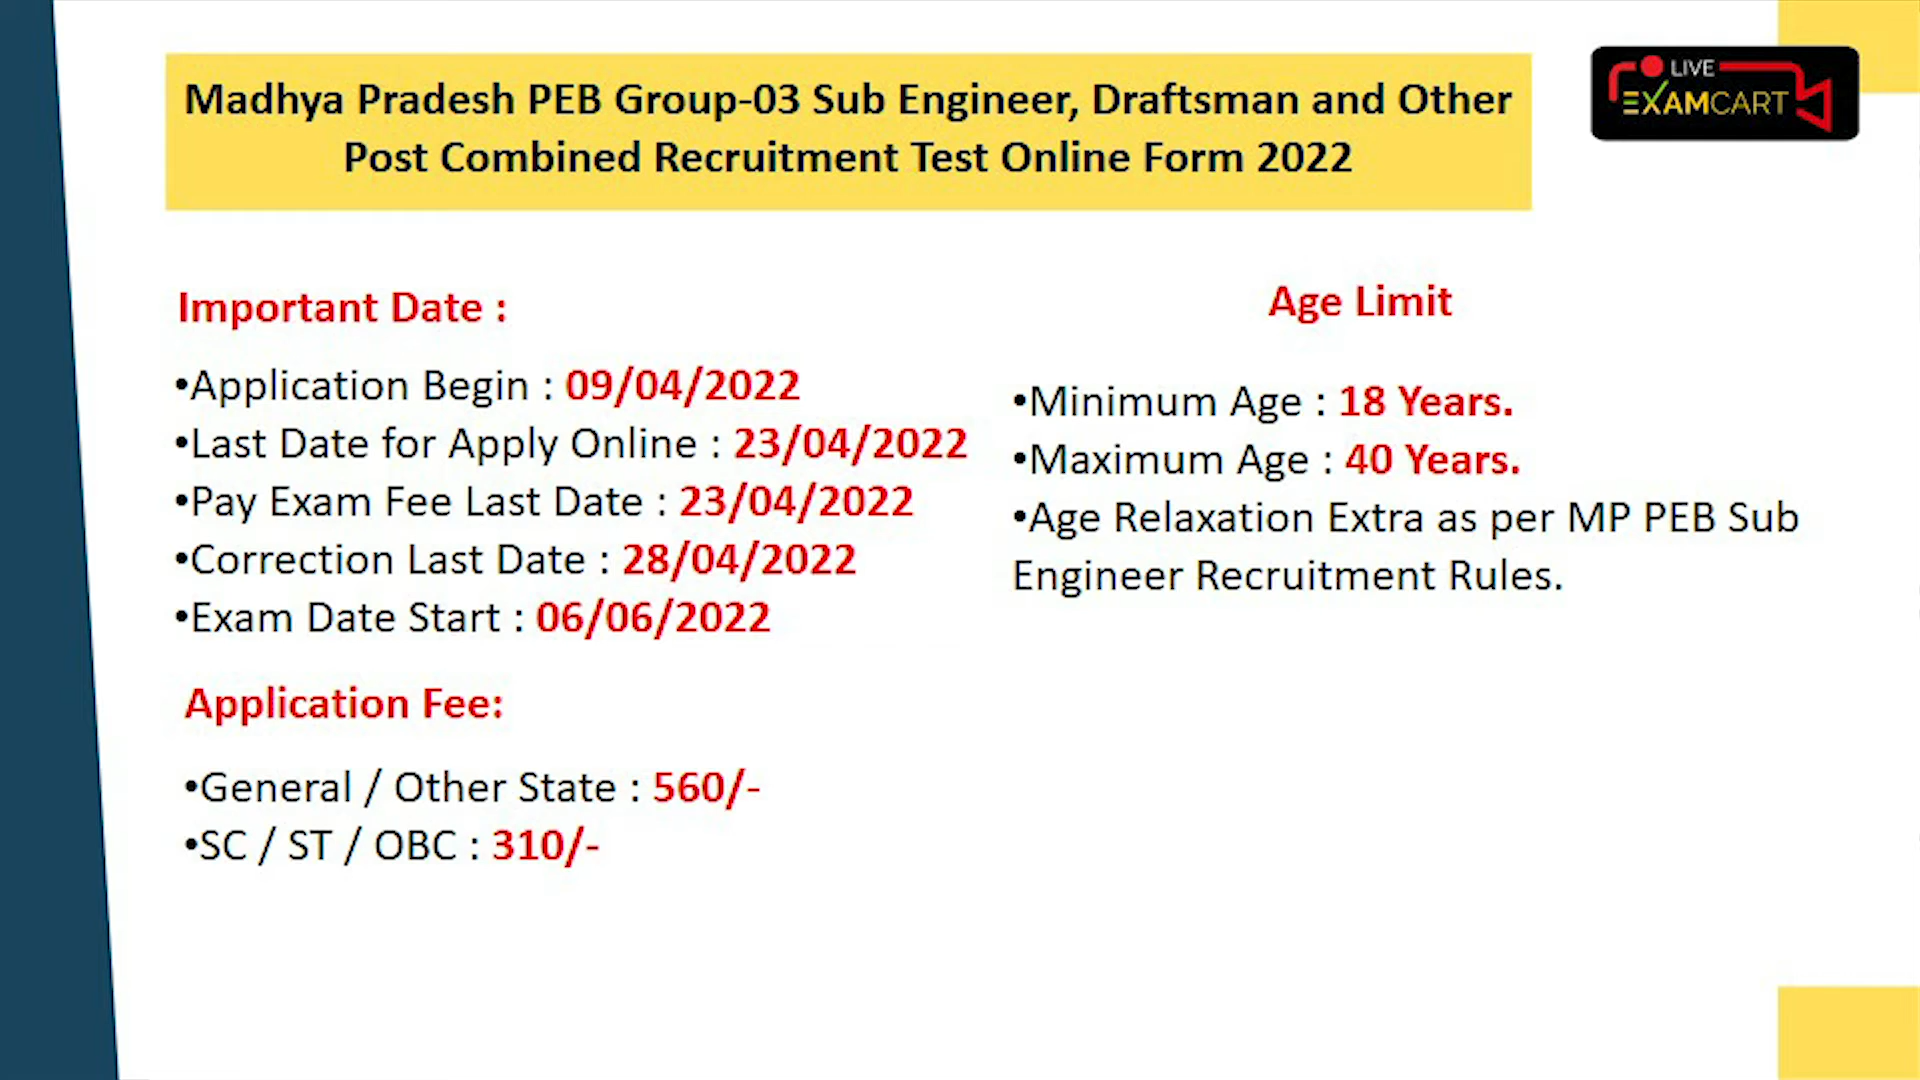 Madhya Pradesh PEB Group-03 Sub Engineer, Draftsman and Other
Post Combined Recruitment Test Online Form 2022
LIVE
EXAMCART
Important Date :
•Application Begin : 09/04/2022
•Last Date for Apply Online : 23/04/2022
•Pay Exam Fee Last Date : 23/04/2022
•Correction Last Date : 28/04/2022
•Exam Date Start : 06/06/2022
Application Fee:
•General / Other State : 560/-
•SC / ST / OBC : 310/-
Age Limit
•Minimum Age : 18 Years.
•Maximum Age : 40 Years.
•Age Relaxation Extra as per MP PEB Sub
Engineer Recruitment Rules.